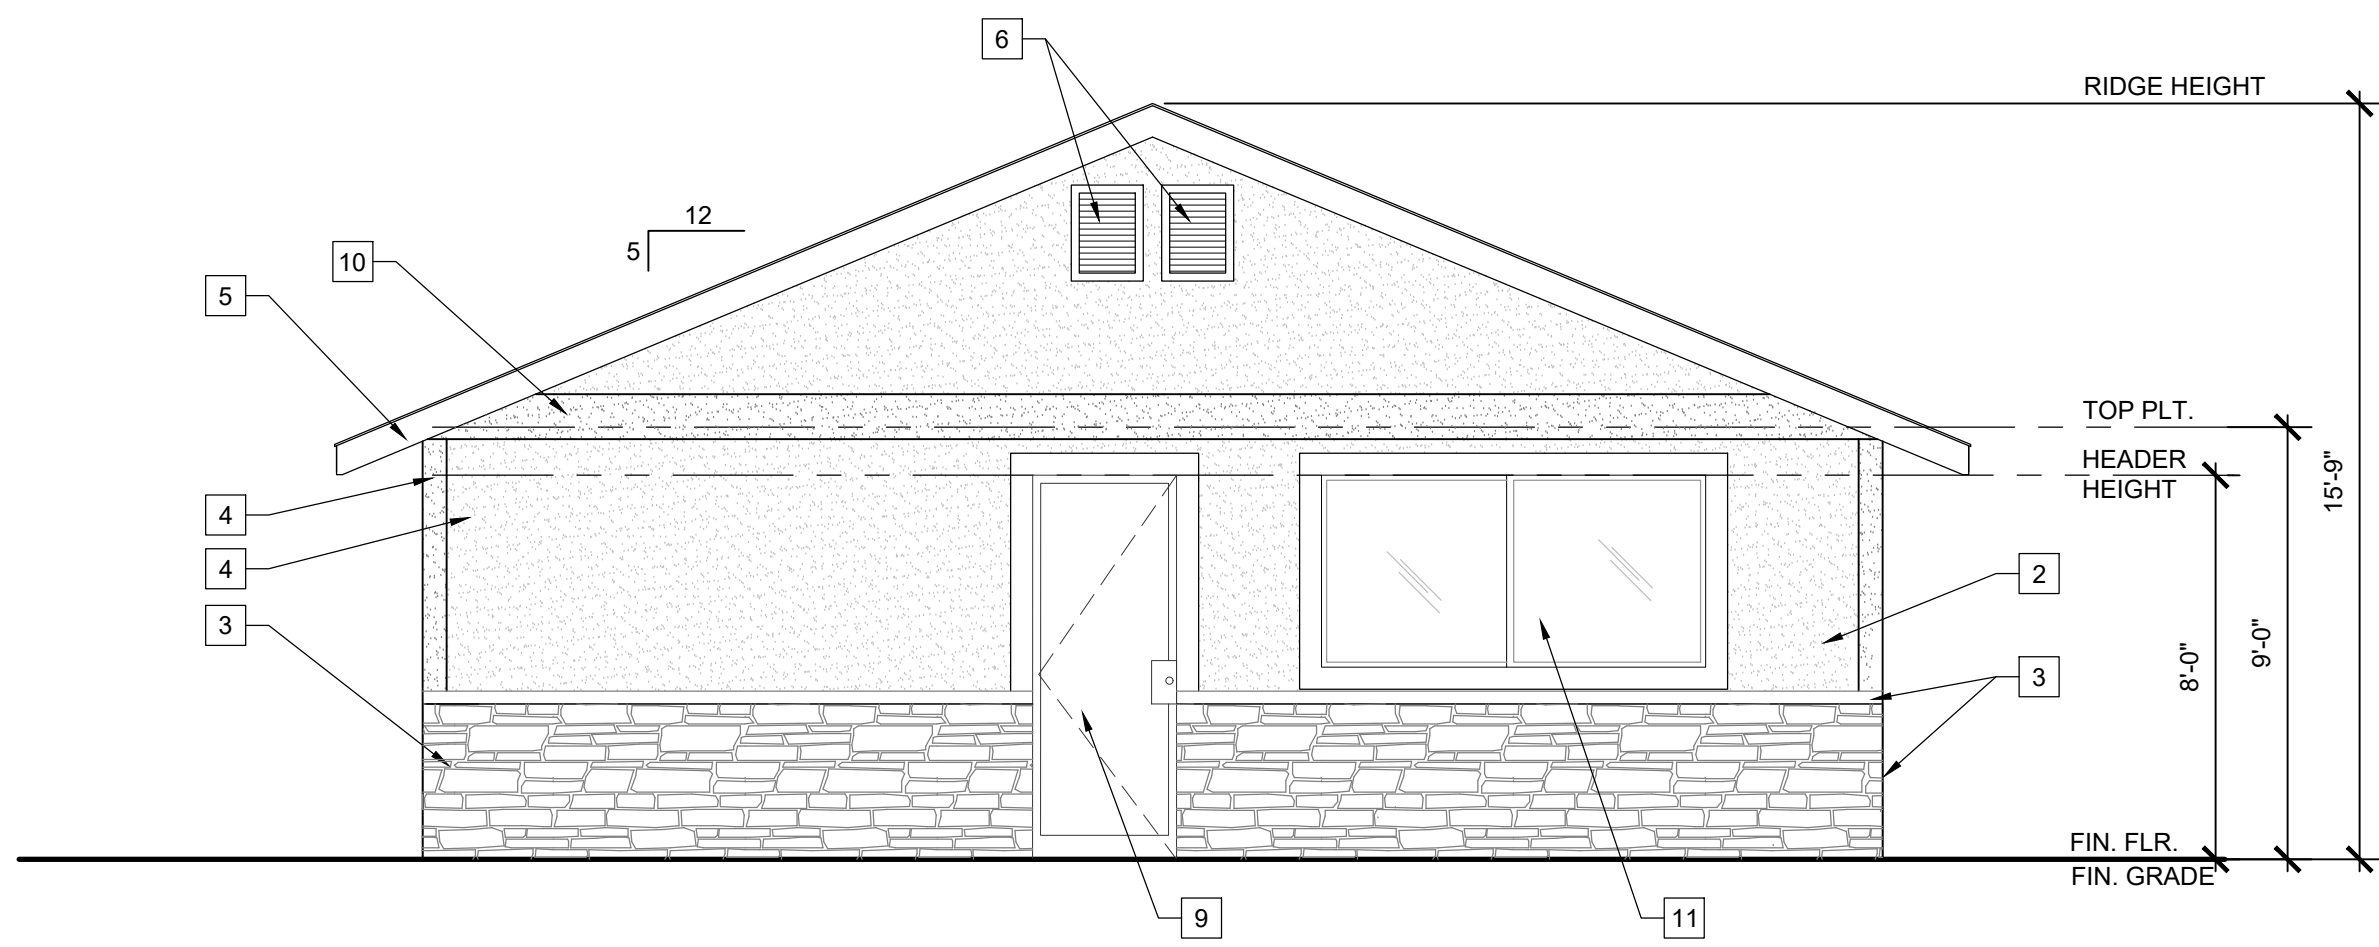 6
RIDGE HEIGHT
12
5
10
5
TOP PLT.
HEADER
HEIGHT
15'-9"
4
4
2
3
9'-0"
8'-0"
3
FIN. FLR.
FIN. GRADE
9
11